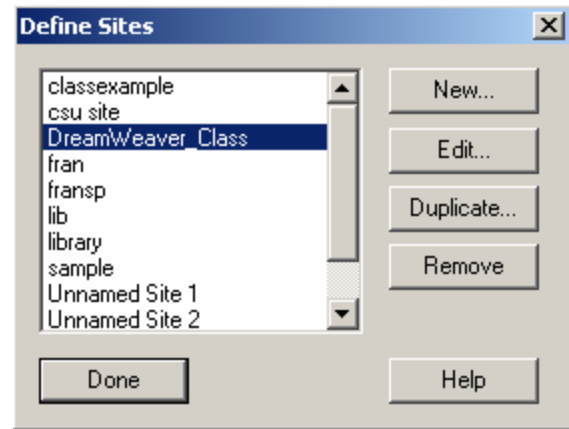 Define Sites
classexample
csu site
DreamWeaver_Class
fran
fransp
lib
library
sample
Unnamed Site 1
Unnamed Site 2
New...
Edit...
Duplicate...
Remove
Done
Help